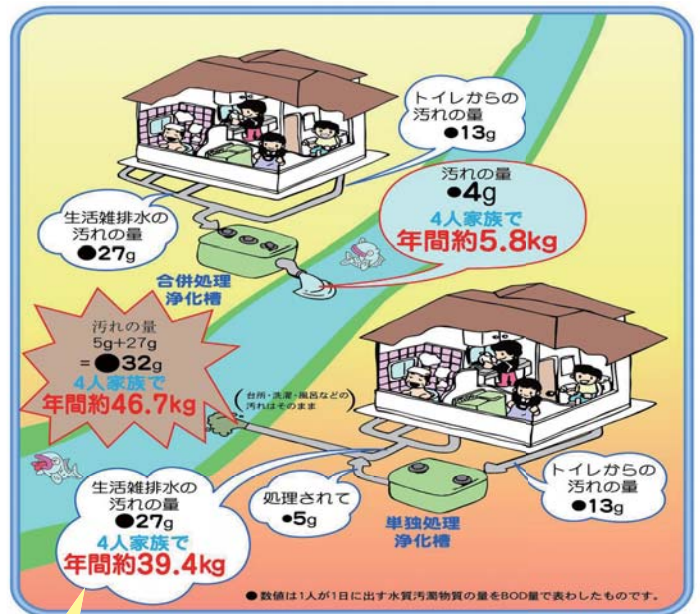 トイレからの
汚れの量
●13g
汚れの量
●4g
4人家族で
年間約5.8kg
生活雑排水の
汚れの量
●27g
合併処理
浄化槽
汚れの量
5g+27g
=●32g
4人家族で
年間約46.7kg
(台所・洗濯・風呂などの
汚れはそのまま)
生活雑排水の
汚れの量
●27g
4人家族で
年間約39.4kg
処理されて
●5g
単独処理
浄化槽
トイレからの
汚れの量
●13g
●数値は1人が1日に出す水質汚濁物質の量をBOD量で表わしたものです。